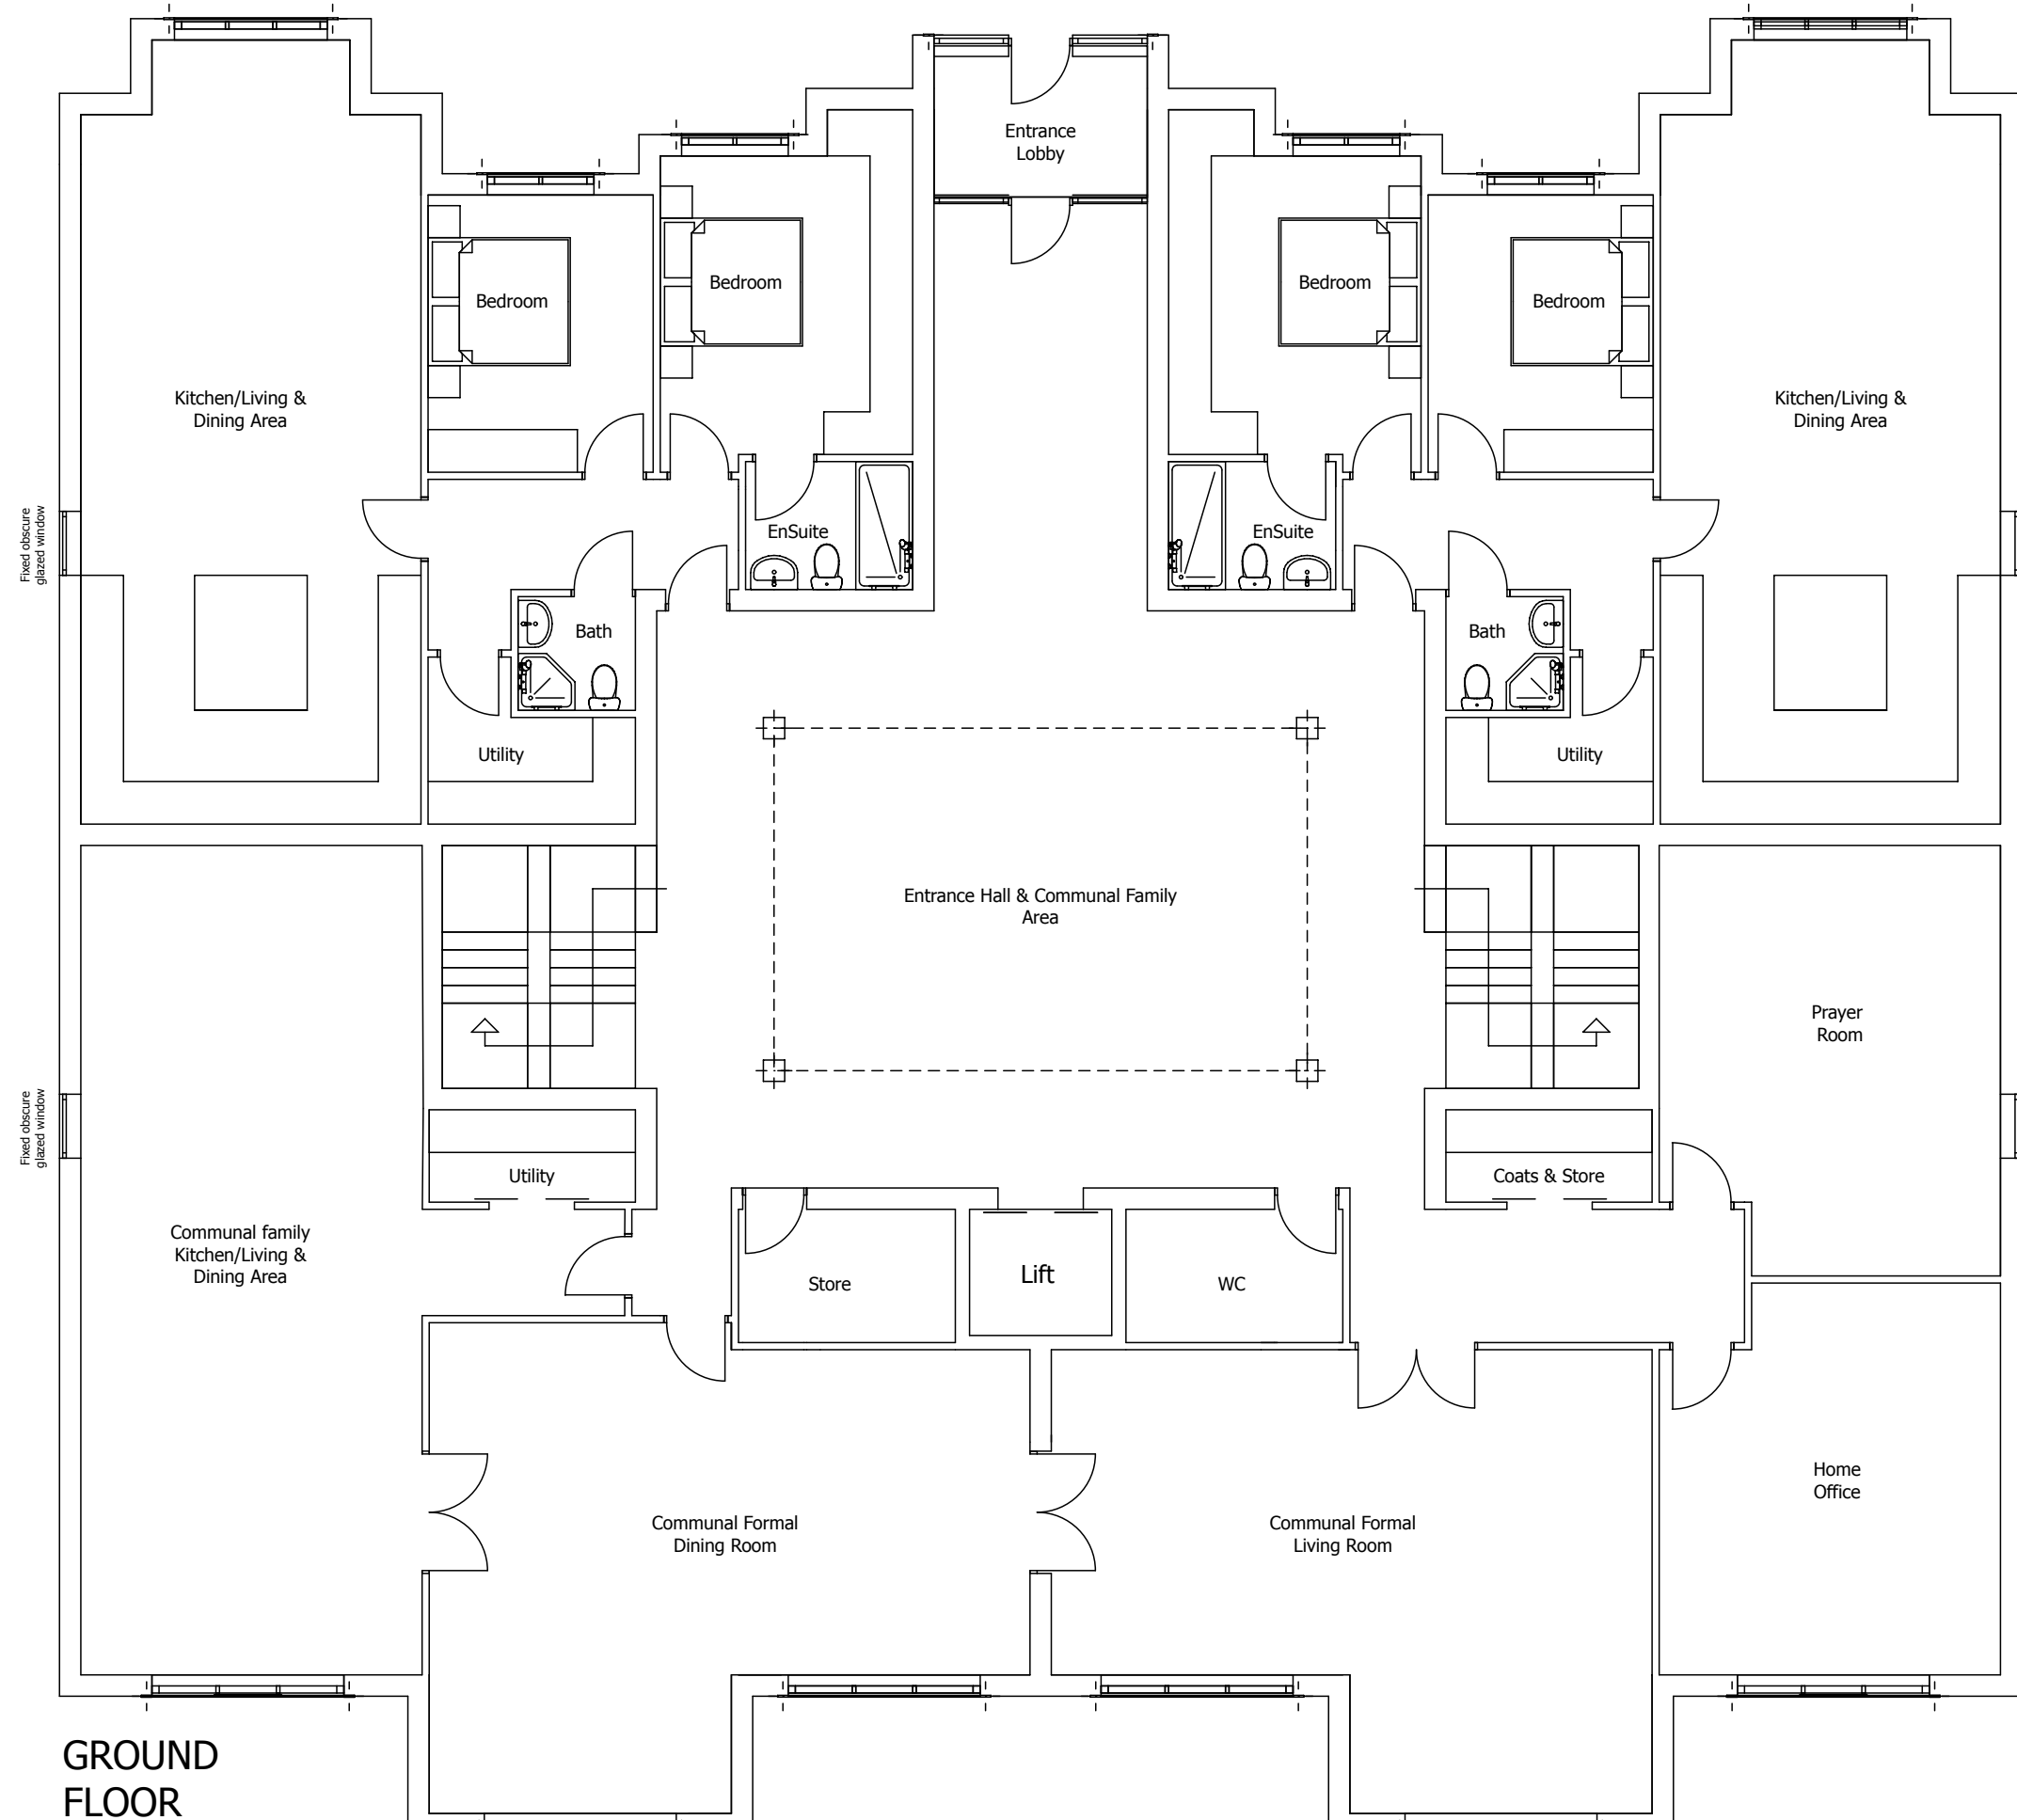 Entrance
Lobby
Bedroom
Bedroom
Bedroom
Bedroom
Kitchen/Living &
Dining Area
Kitchen/Living &
Dining Area
Fixed obscure
glazed window
EnSuite
EnSuite
Bath
Bath
Utility
Utility
Entrance Hall & Communal Family
Area
Prayer
Room
Fixed obscure
glazed window
Utility
Coats & Store
Communal family
Kitchen/Living &
Dining Area
Store
Lift
WC
Home
Office
Communal Formal
Dining Room
Communal Formal
Living Room
GROUND
FLOOR